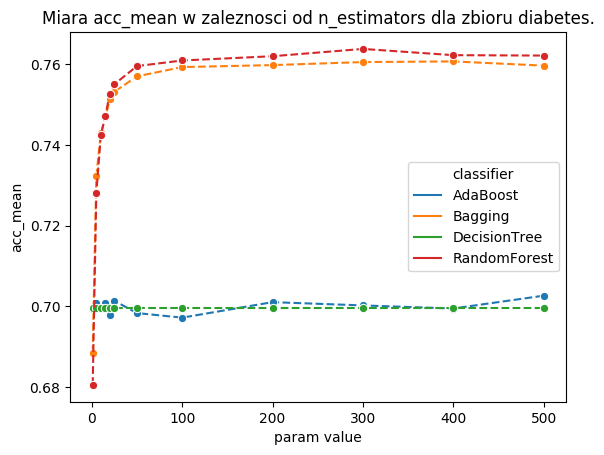 Miara acc_mean w zaleznosci od n_estimators dla zbioru diabetes.
acc_mean
0.76
0.74
0.72
0.70
0.68
classifier
AdaBoost
Bagging
DecisionTree
RandomForest
0 100 200 300 400 500
param value